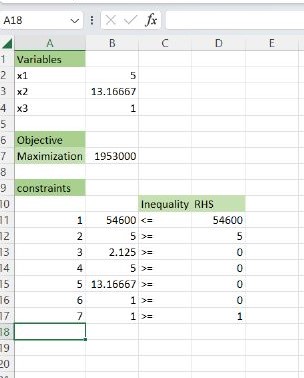 A18 fx
A B C D E
1 Variables
2 x1 5
3 x2 13.16667
4 x3 1
5
6 Objective
7 Maximization 1953000
8
9 constraints
10 Inequality RHS
11 1 54600 <= 54600
12 2 5 >= 5
13 3 2.125 >= 0
14 4 5 >= 0
15 5 13.16667 >= 0
16 6 1 >= 0
17 7 1 >= 1
18
19
20